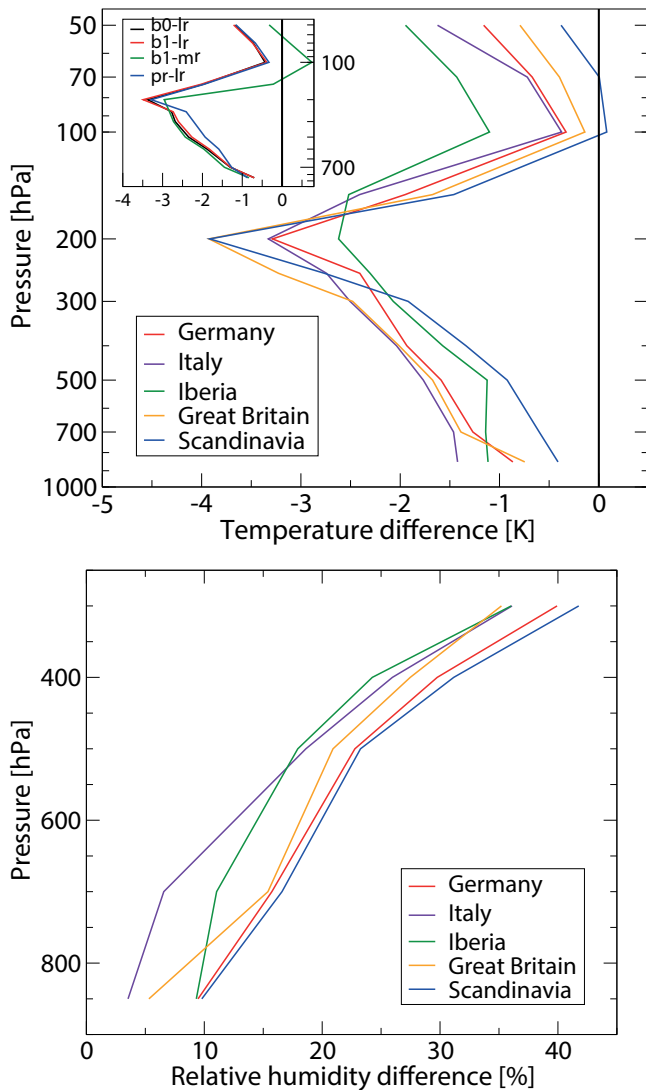 b0-lr
b1-lr
b1-mr
pr-lr
100
700
-4 -3 -2 -1 0
50
70
100
200
300
500
700
1000
Pressure [hPa]
Germany
Italy
Iberia
Great Britain
Scandinavia
-5 -4 -3 -2 -1 0
Temperature difference [K]
400
600
800
Pressure [hPa]
Germany
Italy
Iberia
Great Britain
Scandinavia
0 10 20 30 40
Relative humidity difference [%]